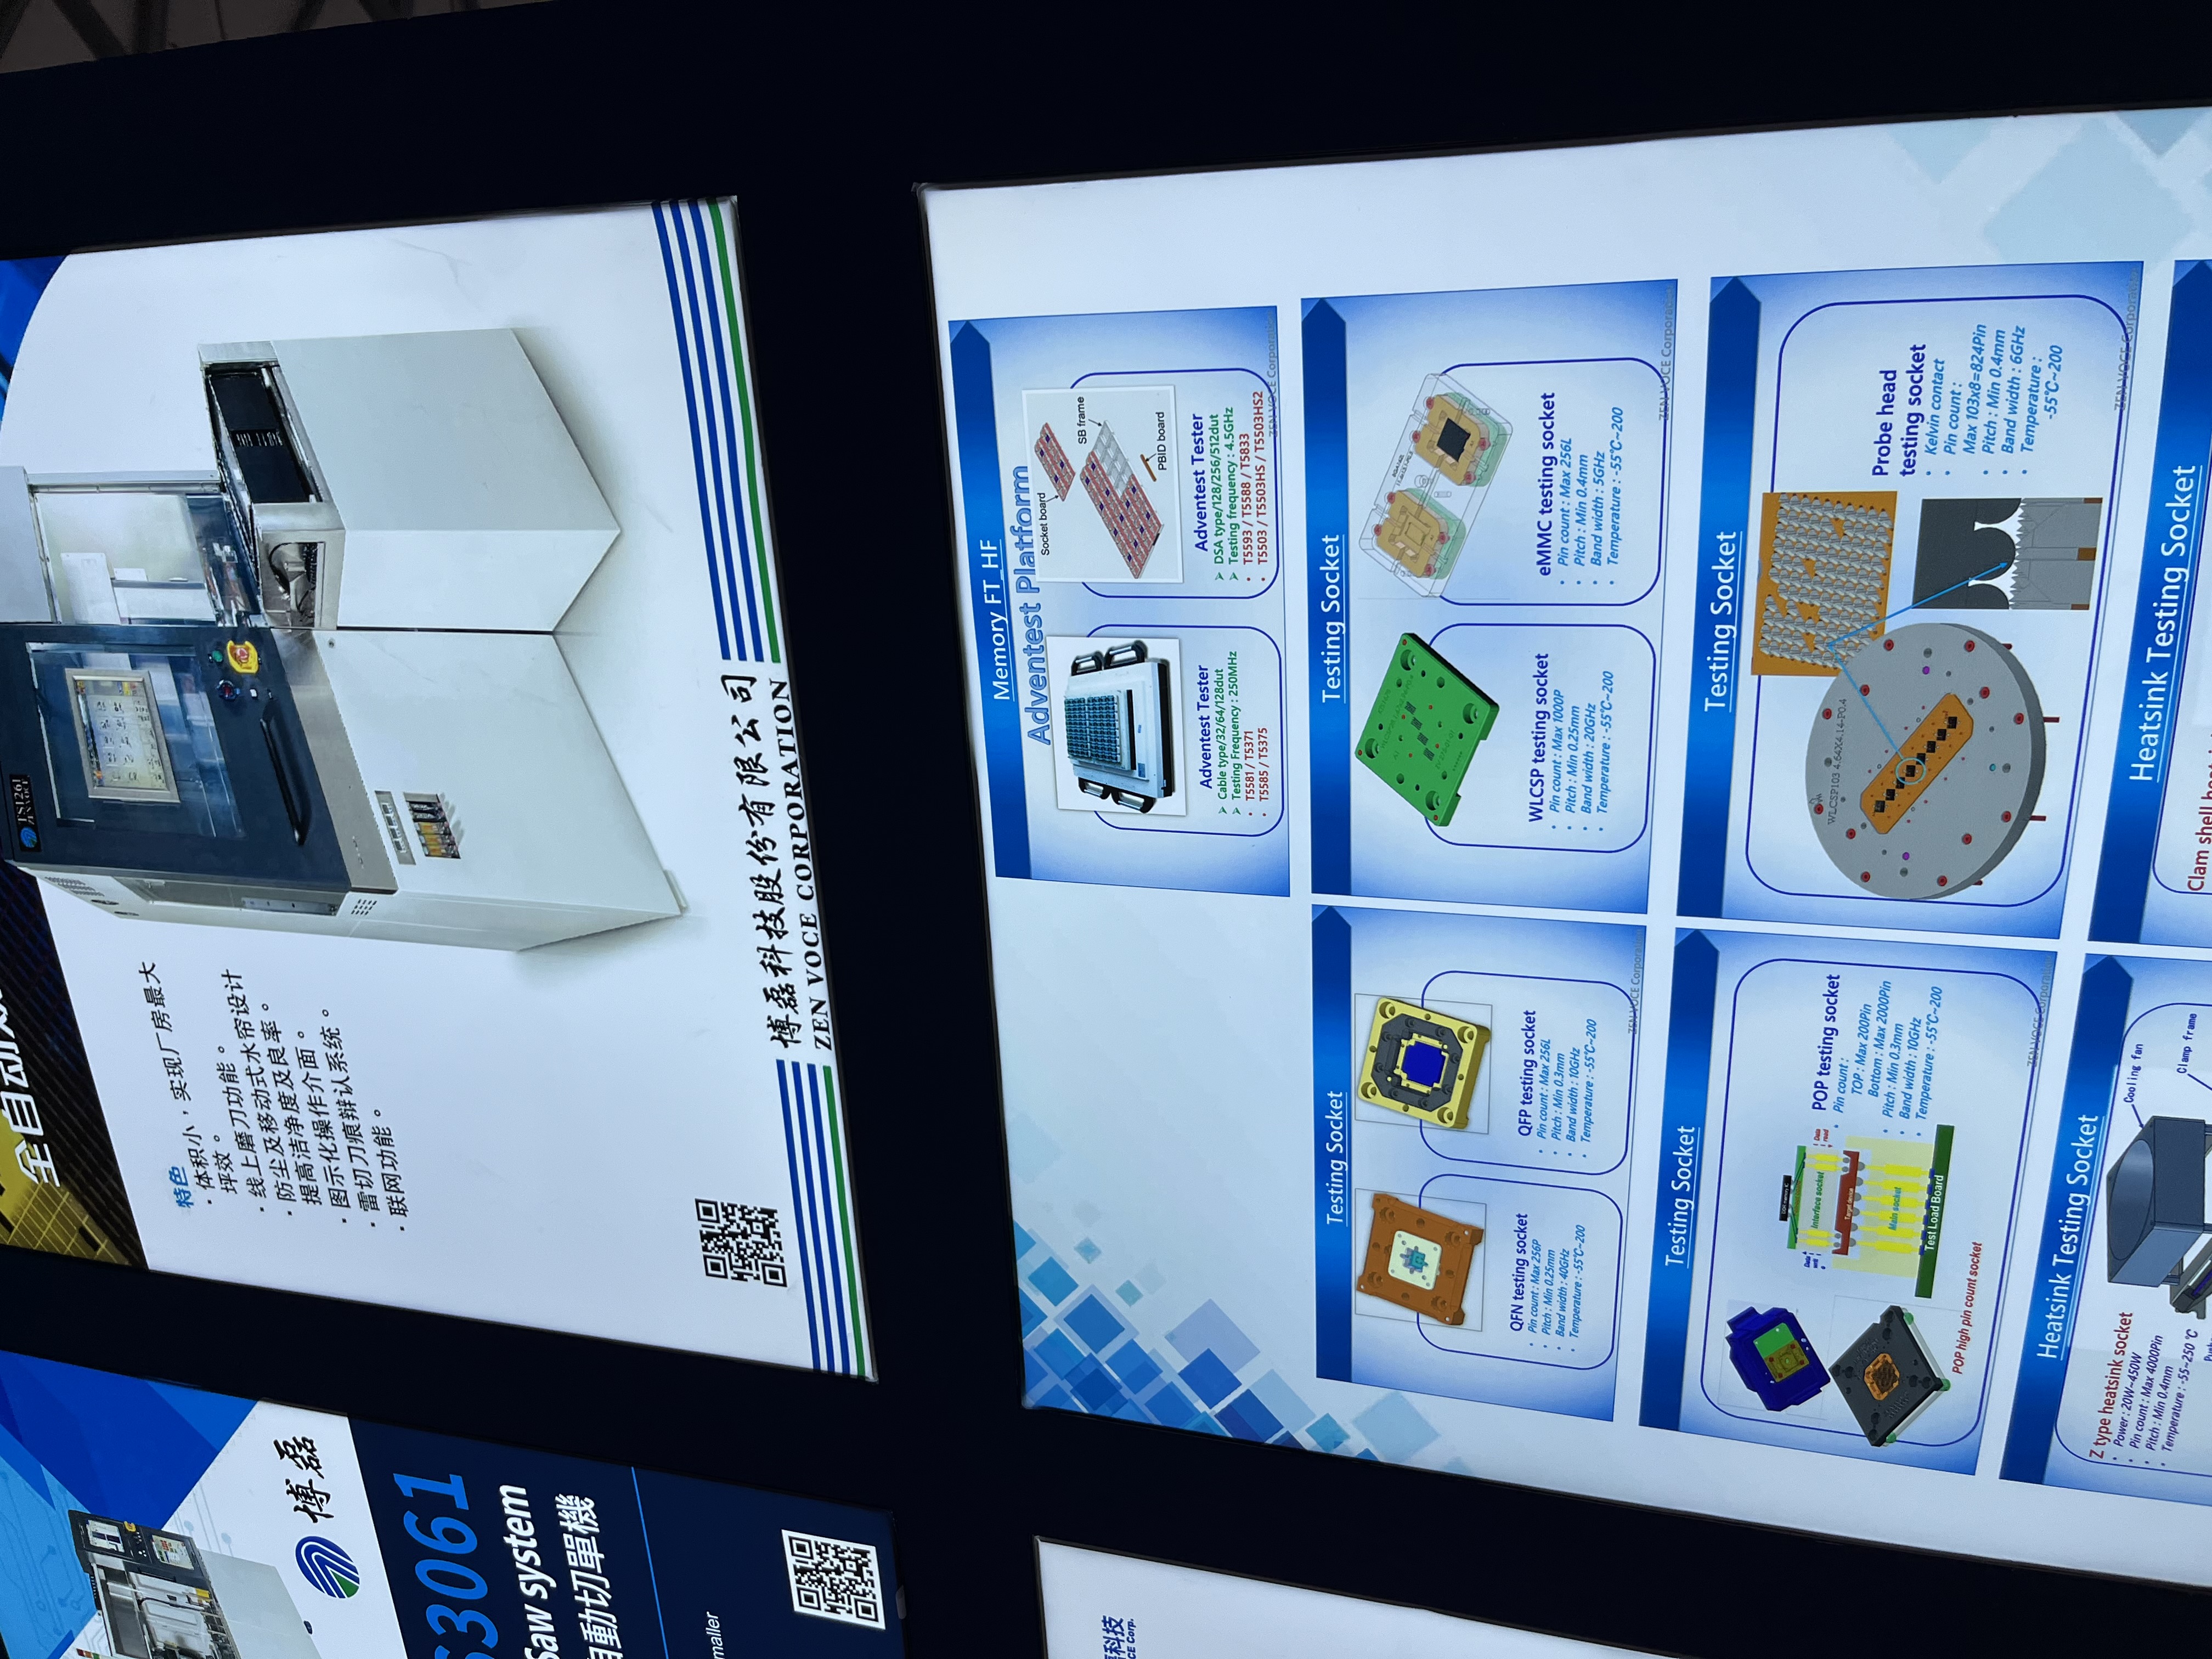 全自动
TS1261
ZEN VOCE
特色
· 体积小，实现厂房最大
坪效。
· 线上磨刀功能。
· 防尘及移动式水帘设计
提高洁净度及良率。
· 图示化操作介面。
· 雷切刀痕辩认系统。
· 联网功能。
博磊科技股份有限公司
ZEN VOCE CORPORATION
博磊
S3061
Saw system
自動切單機
maller
磊科技
CE Corp.
Memory FT_HF
Adventest Platform
Socket board
SB frame
PBID board
Adventest Tester
➢ Cable type/32/64/128dut
➢ Testing Frequency : 250MHz
• T5581 / T5371
• T5585 / T5375
Adventest Tester
➢ DSA type/128/256/512dut
➢ Testing frequency : 4.5GHz
• T5593 / T5588 / T5833
• T5503 / T5503HS / T5503HS2
ZEN VOCE Corporation
Testing Socket
QFN testing socket
• Pin count : Max 256P
• Pitch : Min 0.25mm
• Band width : 40GHz
• Temperature : -55℃~200
QFP testing socket
• Pin count : Max 256L
• Pitch : Min 0.3mm
• Band width : 10GHz
• Temperature : -55℃~200
ZEN VOCE Corporation
Testing Socket
WLCSP testing socket
• Pin count : Max 1000P
• Pitch : Min 0.25mm
• Band width : 20GHz
• Temperature : -55℃~200
eMMC testing socket
• Pin count : Max 256L
• Pitch : Min 0.4mm
• Band width : 5GHz
• Temperature : -55℃~200
ZEN VOCE Corporation
Testing Socket
Interface socket
Data
read
Target device
Main socket
Test Load Board
POP high pin count socket
POP testing socket
• Pin count :
TOP : Max 200Pin
Bottom : Max 2000Pin
• Pitch : Min 0.3mm
• Band width : 10GHz
• Temperature : -55℃~200
ZEN VOCE Corporation
Testing Socket
WLCSP103 4.64X4.14-P0.4
Probe head
testing socket
• Kelvin contact
• Pin count :
Max 103x8=824Pin
• Pitch : Min 0.4mm
• Band width : 6GHz
• Temperature :
-55℃~200
ZEN VOCE Corporation
Heatsink Testing Socket
Z type heatsink socket
• Power : 20W~450W
• Pin count : Max 4000Pin
• Pitch : Min 0.4mm
• Temperature : -55~250 ℃
Cooling fan
Clamp frame
Heatsink Testing Socket
Clam shell